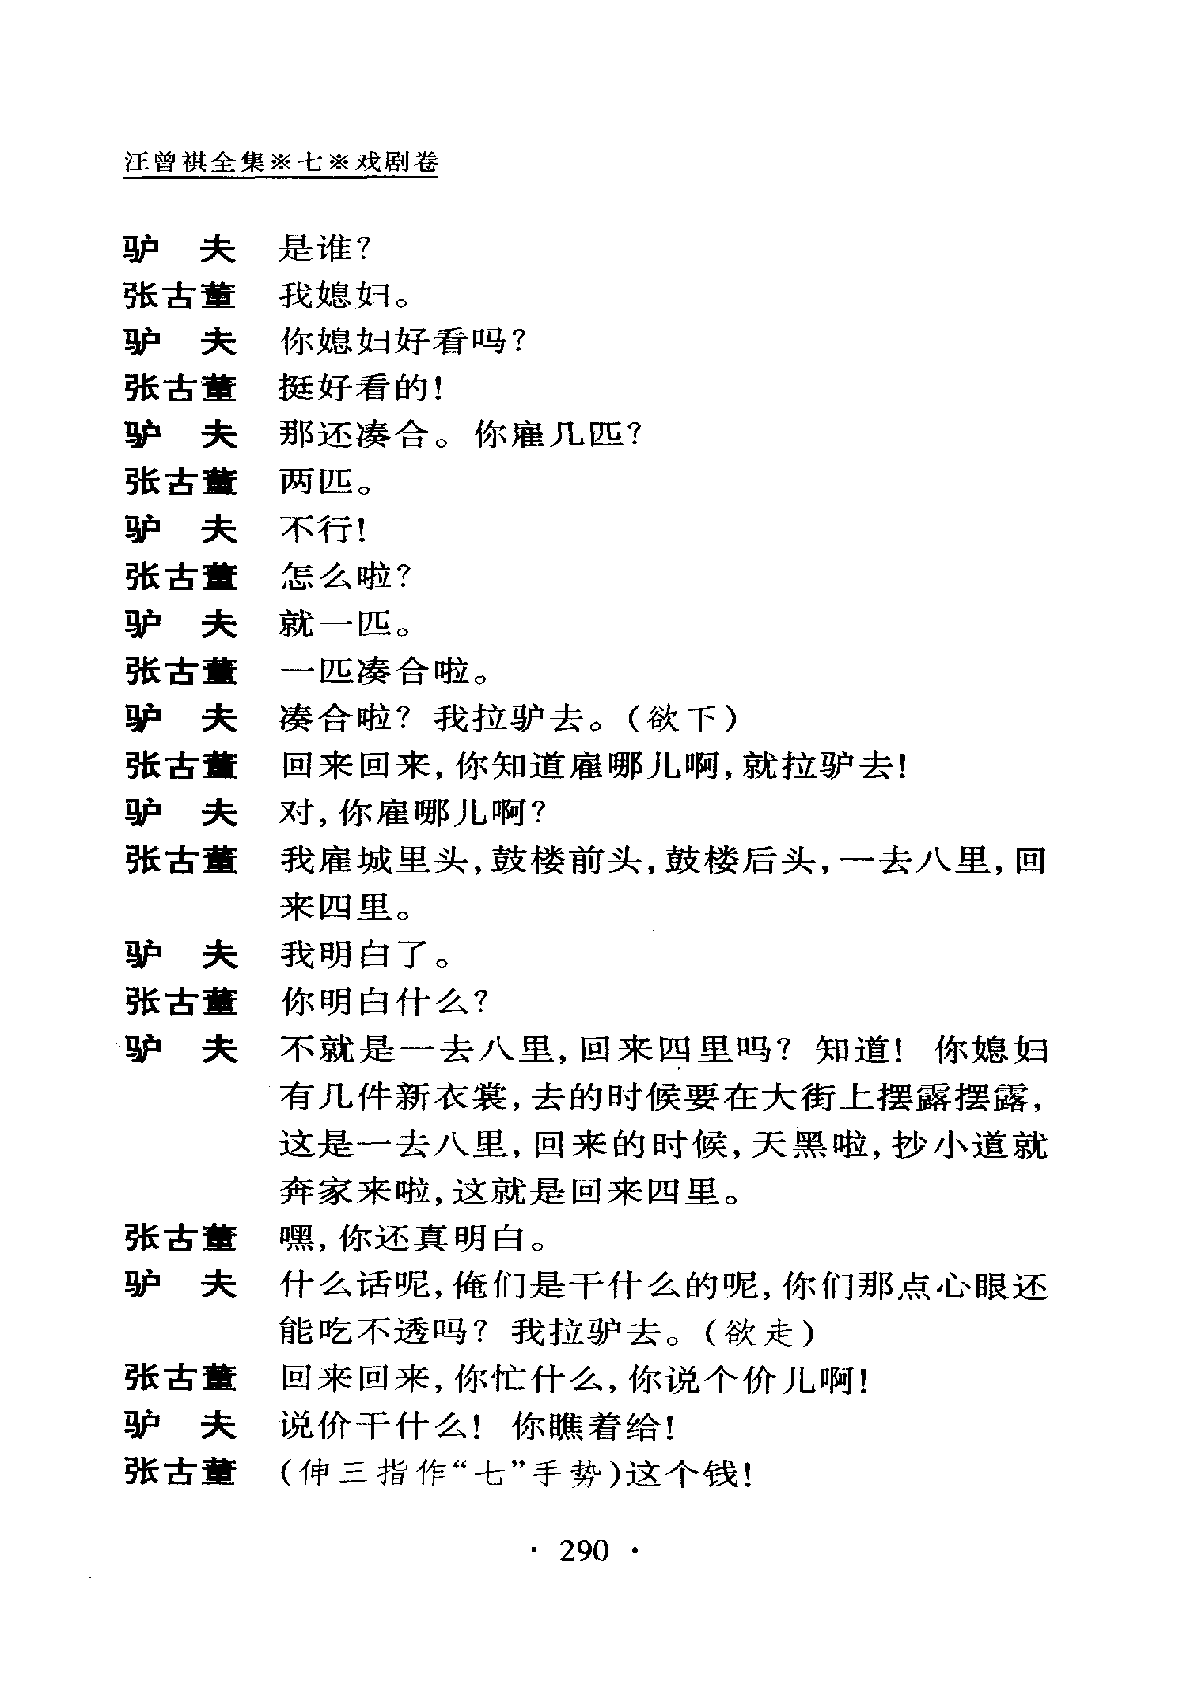 汪曾祺全集※七※戏剧卷
驴　夫　是谁？
张古董　我媳妇。
驴　夫　你媳妇好看吗？
张古董　挺好看的！
驴　夫　那还凑合。你雇几匹？
张古董　两匹。
驴　夫　不行！
张古董　怎么啦？
驴　夫　就一匹。
张古董　一匹凑合啦。
驴　夫　凑合啦？我拉驴去。（欲下）
张古董　回来回来，你知道雇哪儿啊，就拉驴去！
驴　夫　对，你雇哪儿啊？
张古董　我雇城里头，鼓楼前头，鼓楼后头，一去八里，回
来四里。
驴　夫　我明白了。
张古董　你明白什么？
驴　夫　不就是一去八里，回来四里吗？知道！你媳妇
有几件新衣裳，去的时候要在大街上摆露摆露，
这是一去八里，回来的时候，天黑啦，抄小道就
奔家来啦，这就是回来四里。
张古董　嘿，你还真明白。
驴　夫　什么话呢，俺们是干什么的呢，你们那点心眼还
能吃不透吗？我拉驴去。（欲走）
张古董　回来回来，你忙什么，你说个价儿啊！
驴　夫　说价干什么！你瞧着给！
张古董　（伸三指作“七”手势）这个钱！
· 290 ·